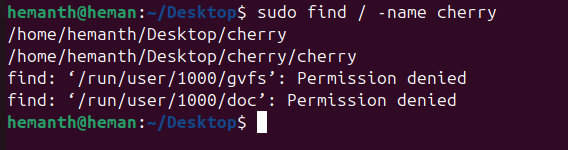 hemanth@heman:~/Desktop$ sudo find / -name cherry
/home/hemanth/Desktop/cherry
/home/hemanth/Desktop/cherry/cherry
find: ‘/run/user/1000/gvfs’: Permission denied
find: ‘/run/user/1000/doc’: Permission denied
hemanth@heman:~/Desktop$